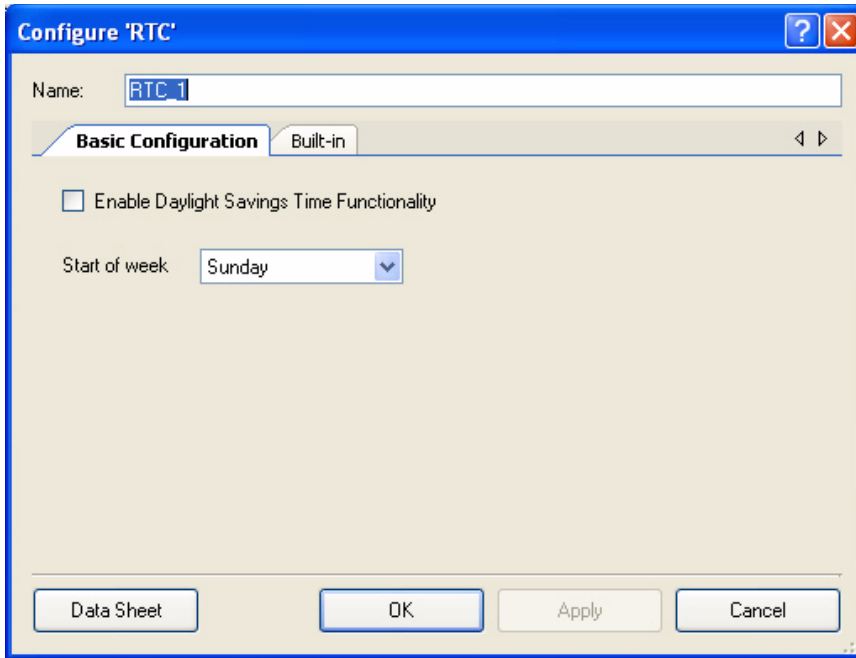 Configure 'RTC'
Name: RTC_1
Basic Configuration Built-in
Enable Daylight Savings Time Functionality
Start of week Sunday
Data Sheet OK Apply Cancel